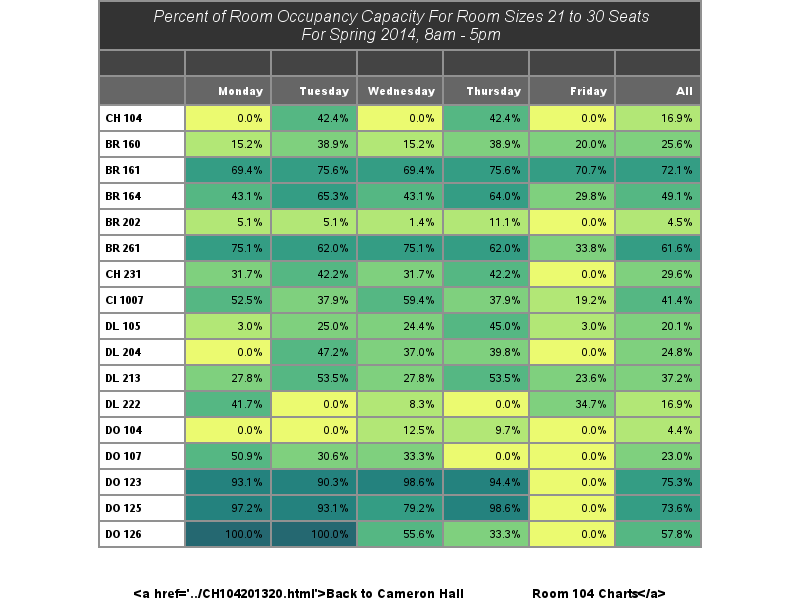 Percent of Room Occupancy Capacity For Room Sizes 21 to 30 Seats
For Spring 2014, 8am - 5pm
Monday Tuesday Wednesday Thursday Friday All
CH 104 0.0% 42.4% 0.0% 42.4% 0.0% 16.9%
BR 160 15.2% 38.9% 15.2% 38.9% 20.0% 25.6%
BR 161 69.4% 75.6% 69.4% 75.6% 70.7% 72.1%
BR 164 43.1% 65.3% 43.1% 64.0% 29.8% 49.1%
BR 202 5.1% 5.1% 1.4% 11.1% 0.0% 4.5%
BR 261 75.1% 62.0% 75.1% 62.0% 33.8% 61.6%
CH 231 31.7% 42.2% 31.7% 42.2% 0.0% 29.6%
CI 1007 52.5% 37.9% 59.4% 37.9% 19.2% 41.4%
DL 105 3.0% 25.0% 24.4% 45.0% 3.0% 20.1%
DL 204 0.0% 47.2% 37.0% 39.8% 0.0% 24.8%
DL 213 27.8% 53.5% 27.8% 53.5% 23.6% 37.2%
DL 222 41.7% 0.0% 8.3% 0.0% 34.7% 16.9%
DO 104 0.0% 0.0% 12.5% 9.7% 0.0% 4.4%
DO 107 50.9% 30.6% 33.3% 0.0% 0.0% 23.0%
DO 123 93.1% 90.3% 98.6% 94.4% 0.0% 75.3%
DO 125 97.2% 93.1% 79.2% 98.6% 0.0% 73.6%
DO 126 100.0% 100.0% 55.6% 33.3% 0.0% 57.8%
<a href='../CH104201320.html'>Back to Cameron Hall Room 104 Charts</a>